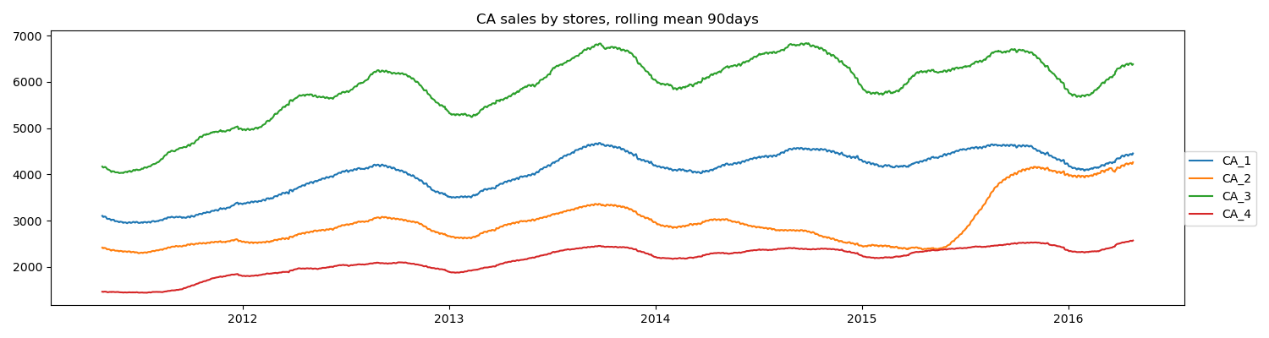 CA sales by stores, rolling mean 90days
7000
6000
5000
4000
3000
2000
2012 2013 2014 2015 2016
CA_1
CA_2
CA_3
CA_4